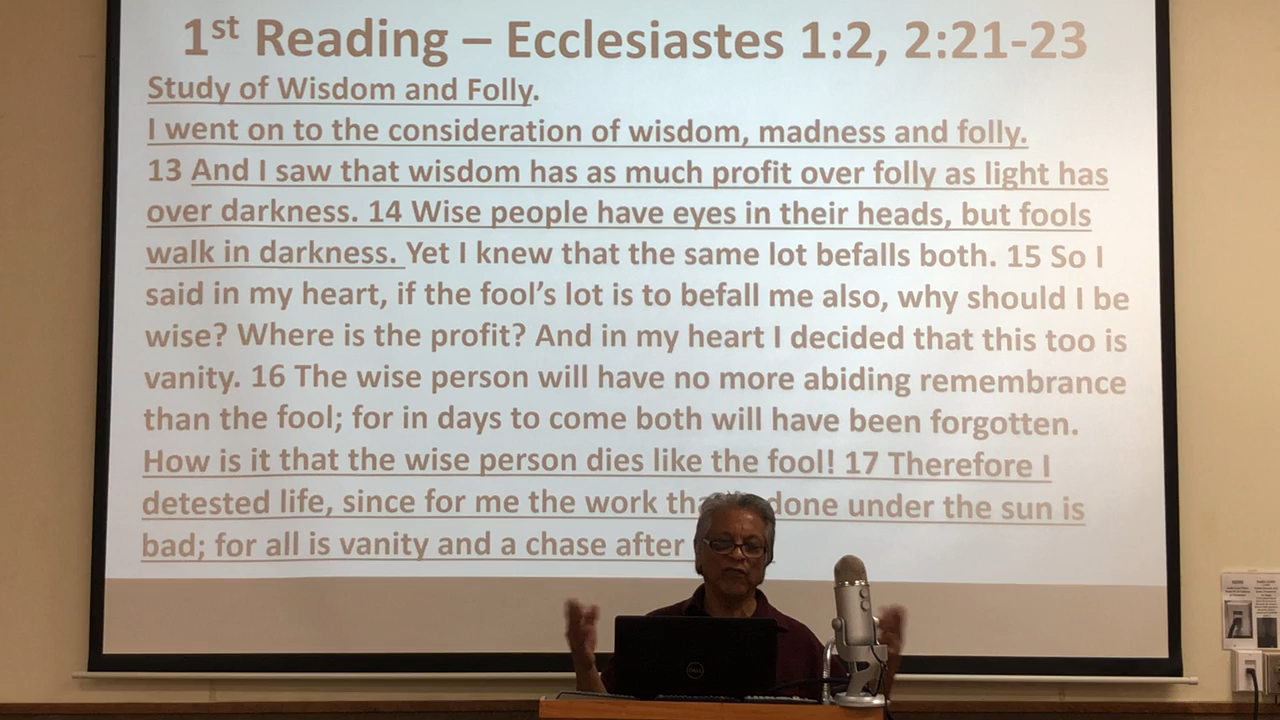 1st Reading – Ecclesiastes 1:2, 2:21-23
Study of Wisdom and Folly.
I went on to the consideration of wisdom, madness and folly.
13 And I saw that wisdom has as much profit over folly as light has
over darkness. 14 Wise people have eyes in their heads, but fools
walk in darkness. Yet I knew that the same lot befalls both. 15 So I
said in my heart, if the fool’s lot is to befall me also, why should I be
wise? Where is the profit? And in my heart I decided that this too is
vanity. 16 The wise person will have no more abiding remembrance
than the fool; for in days to come both will have been forgotten.
How is it that the wise person dies like the fool! 17 Therefore I
detested life, since for me the work done under the sun is
bad; for all is vanity and a chase after
DELL